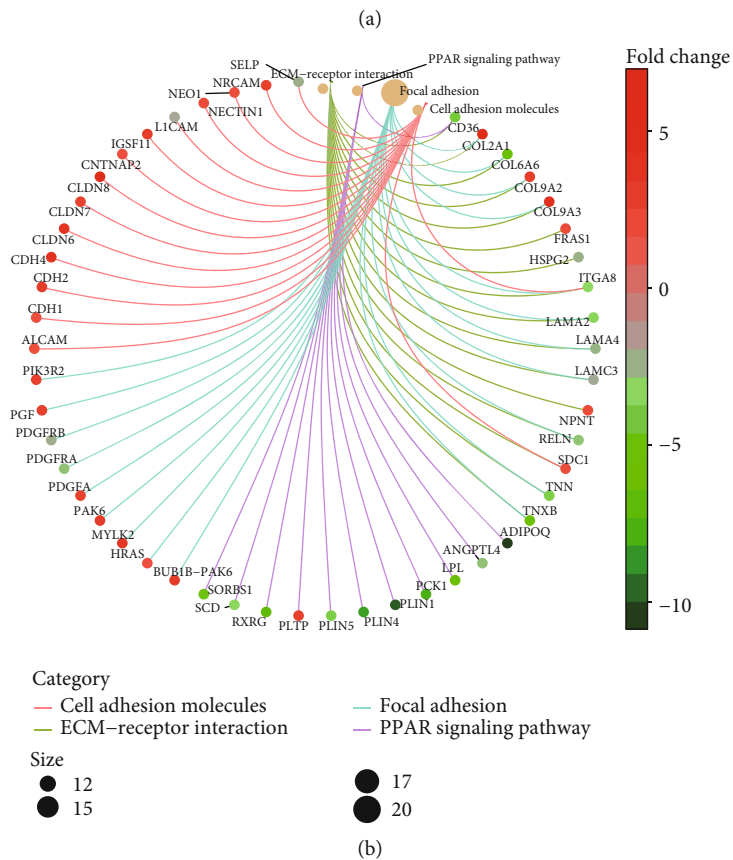 (a)
Fold change
SELP
PPAR signaling pathway
ECM−receptor interaction
NRCAM
NEO1
Focal adhesion
NECTIN1
Cell adhesion molecules
L1CAM
CD36
IGSF11
COL2A1
CNTNAP2
COL6A6
CLDN8
COL9A2
CLDN7
COL9A3
CLDN6
FRAS1
CDH4
HSPG2
CDH2
ITGA8
CDH1
LAMA2
ALCAM
LAMA4
PIK3R2
LAMC3
PGF
NPNT
PDGFRB
RELN
PDGFRA
SDC1
PDGFA
TNN
PAK6
TNXB
MYLK2
ADIPOQ
HRAS
ANGPTL4
BUB1B−PAK6
LPL
SORBS1
PCK1
SCD
PLIN1
RXRG
PLTP
PLIN5
PLIN4
5
0
−5
−10
Category
Cell adhesion molecules
Focal adhesion
ECM−receptor interaction
PPAR signaling pathway
Size
12
17
15
20
(b)